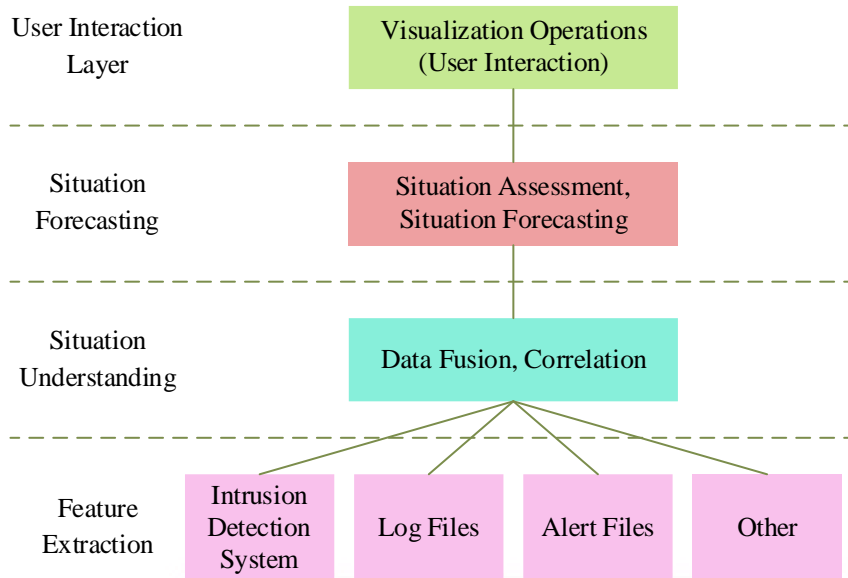 User Interaction
Layer
Visualization Operations
(User Interaction)
Situation
Forecasting
Situation Assessment,
Situation Forecasting
Situation
Understanding
Data Fusion, Correlation
Feature
Extraction
Intrusion
Detection
System
Log Files
Alert Files
Other